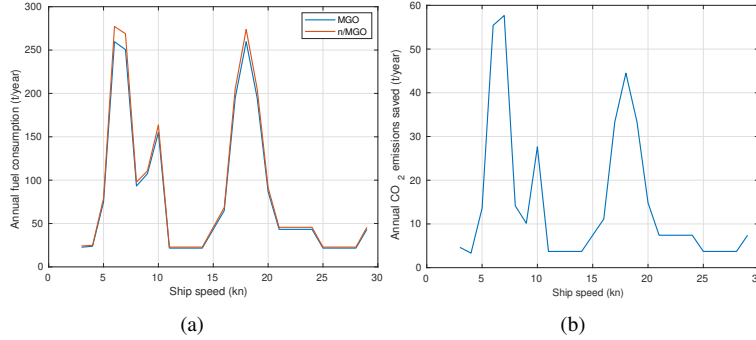 300
250
200
150
100
50
0
Annual fuel consumption (t/year)
MGO
n/MGO
0 5 10 15 20 25 30
Ship speed (kn)
(a)
60
50
40
30
20
10
0
Annual CO 2 emissions saved (t/year)
0 5 10 15 20 25 30
Ship speed (kn)
(b)